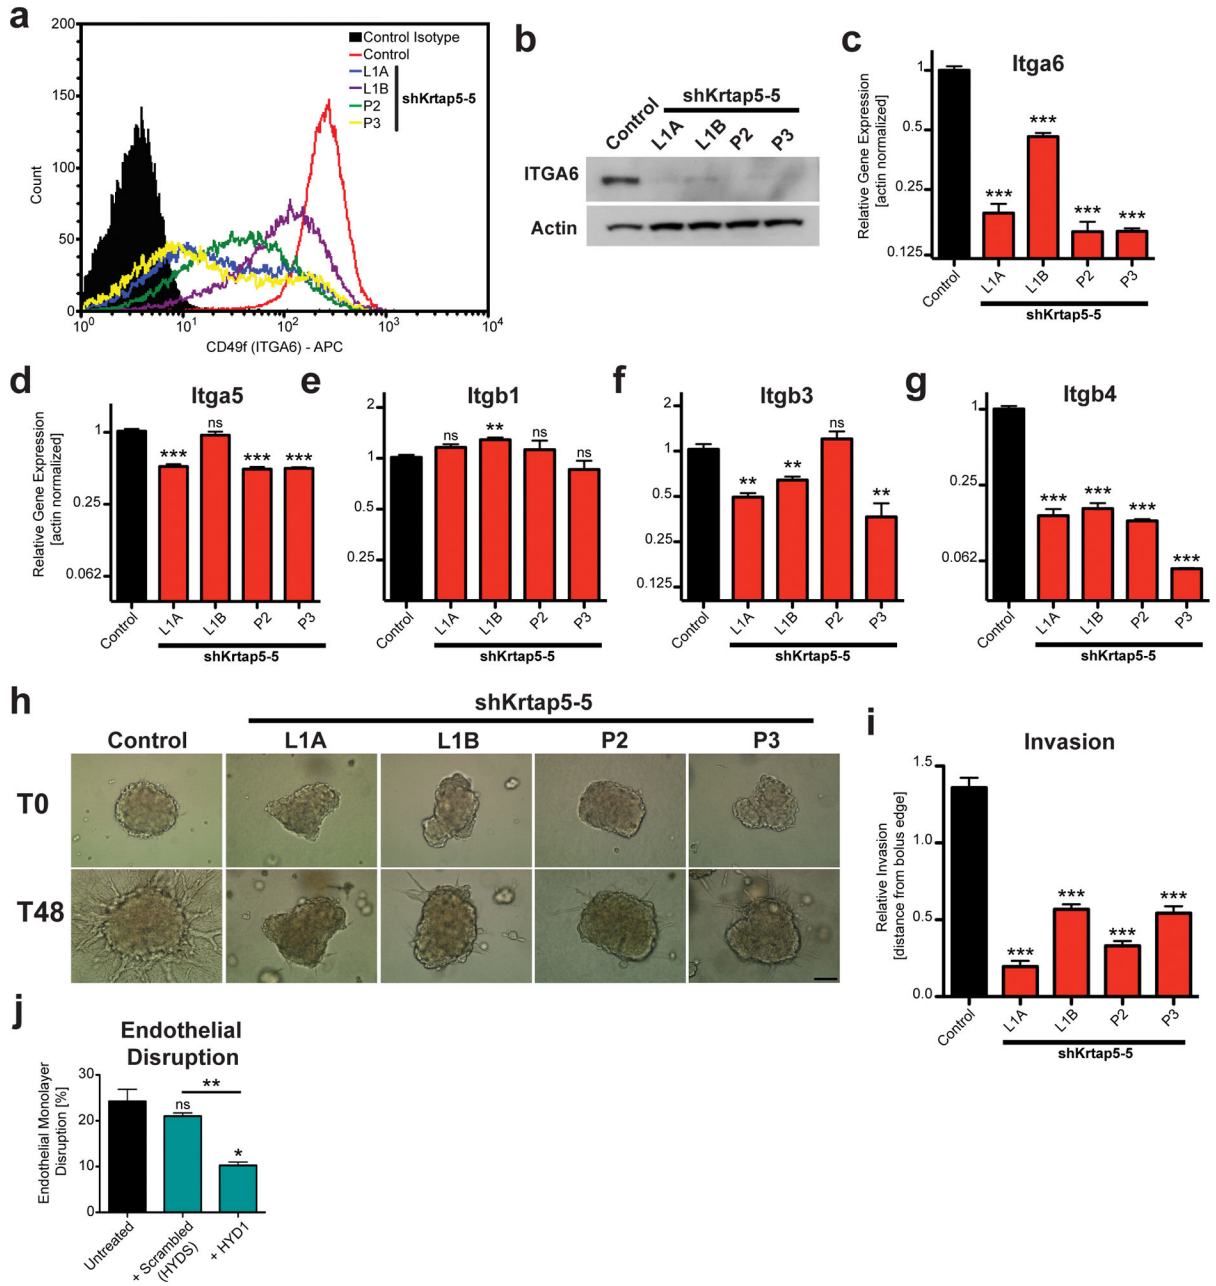 a
200
150
100
50
0
Count
10^0
10^1
10^2
10^3
10^4
CD49f (ITGA6) - APC
Control Isotype
Control
L1A
L1B
P2
P3
shKrtap5-5
b
shKrtap5-5
Control
L1A
L1B
P2
P3
ITGA6
Actin
c
Itga6
Relative Gene Expression
[actin normalized]
1
0.5
0.25
0.125
***
***
***
***
Control
L1A
L1B
P2
P3
shKrtap5-5
d
Itga5
Relative Gene Expression
[actin normalized]
1
0.25
0.062
***
ns
***
***
Control
L1A
L1B
P2
P3
shKrtap5-5
e
Itgb1
2
1
0.5
0.25
ns
**
ns
ns
Control
L1A
L1B
P2
P3
shKrtap5-5
f
Itgb3
2
1
0.5
0.25
0.125
**
**
ns
**
Control
L1A
L1B
P2
P3
shKrtap5-5
g
Itgb4
1
0.25
0.062
***
***
***
***
Control
L1A
L1B
P2
P3
shKrtap5-5
h
shKrtap5-5
Control
L1A
L1B
P2
P3
T0
T48
i
Invasion
Relative Invasion
[distance from bolus edge]
1.5
1.0
0.5
0.0
***
***
***
***
Control
L1A
L1B
P2
P3
shKrtap5-5
j
Endothelial
Disruption
Endothelial Monolayer
Disruption [%]
30
20
10
0
ns
**
*
Untreated
+ Scrambled
(HYDS)
+ HYD1